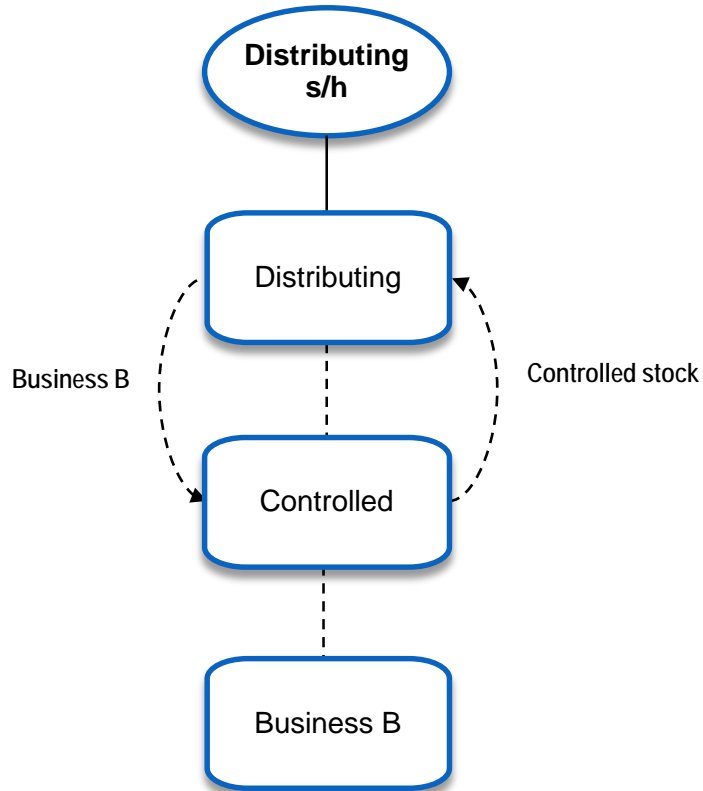 Distributing
s/h
Distributing
Business B
Controlled stock
Controlled
Business B